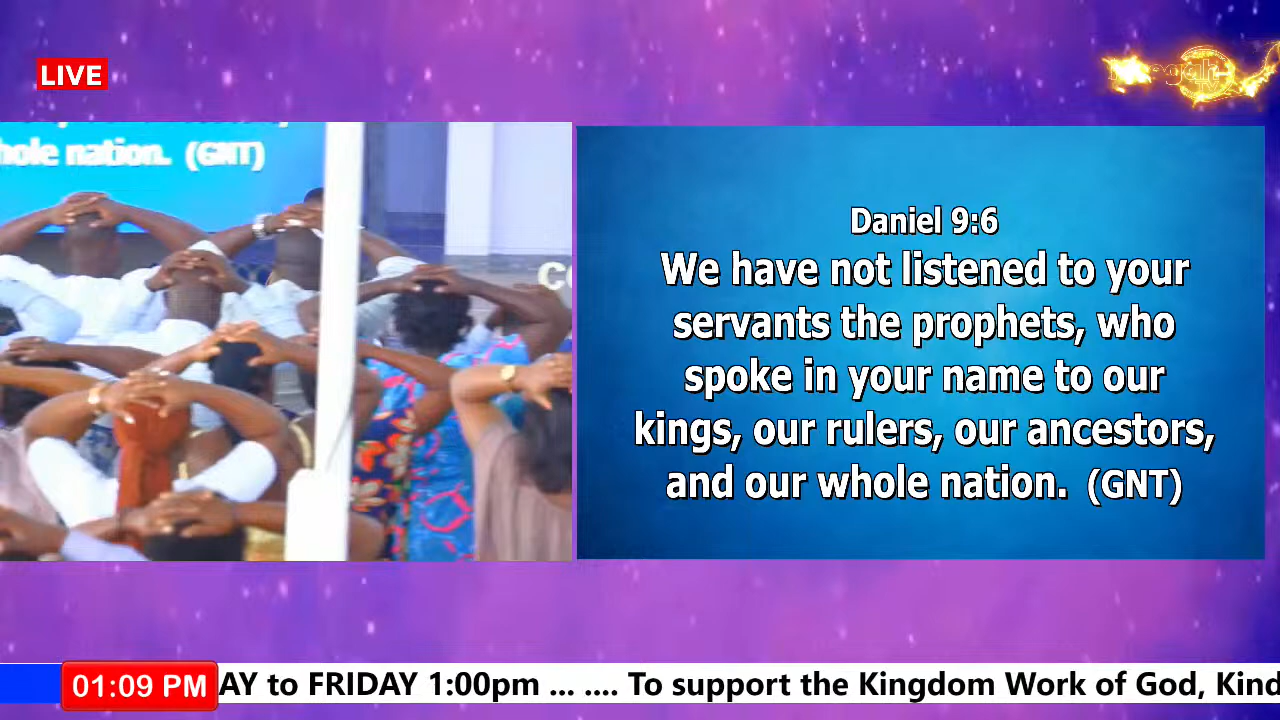 LIVE
hole nation. (GNT)
Daniel 9:6
We have not listened to your
servants the prophets, who
spoke in your name to our
kings, our rulers, our ancestors,
and our whole nation. (GNT)
01:09 PM
AY to FRIDAY 1:00pm ... .... To support the Kingdom Work of God, Kind